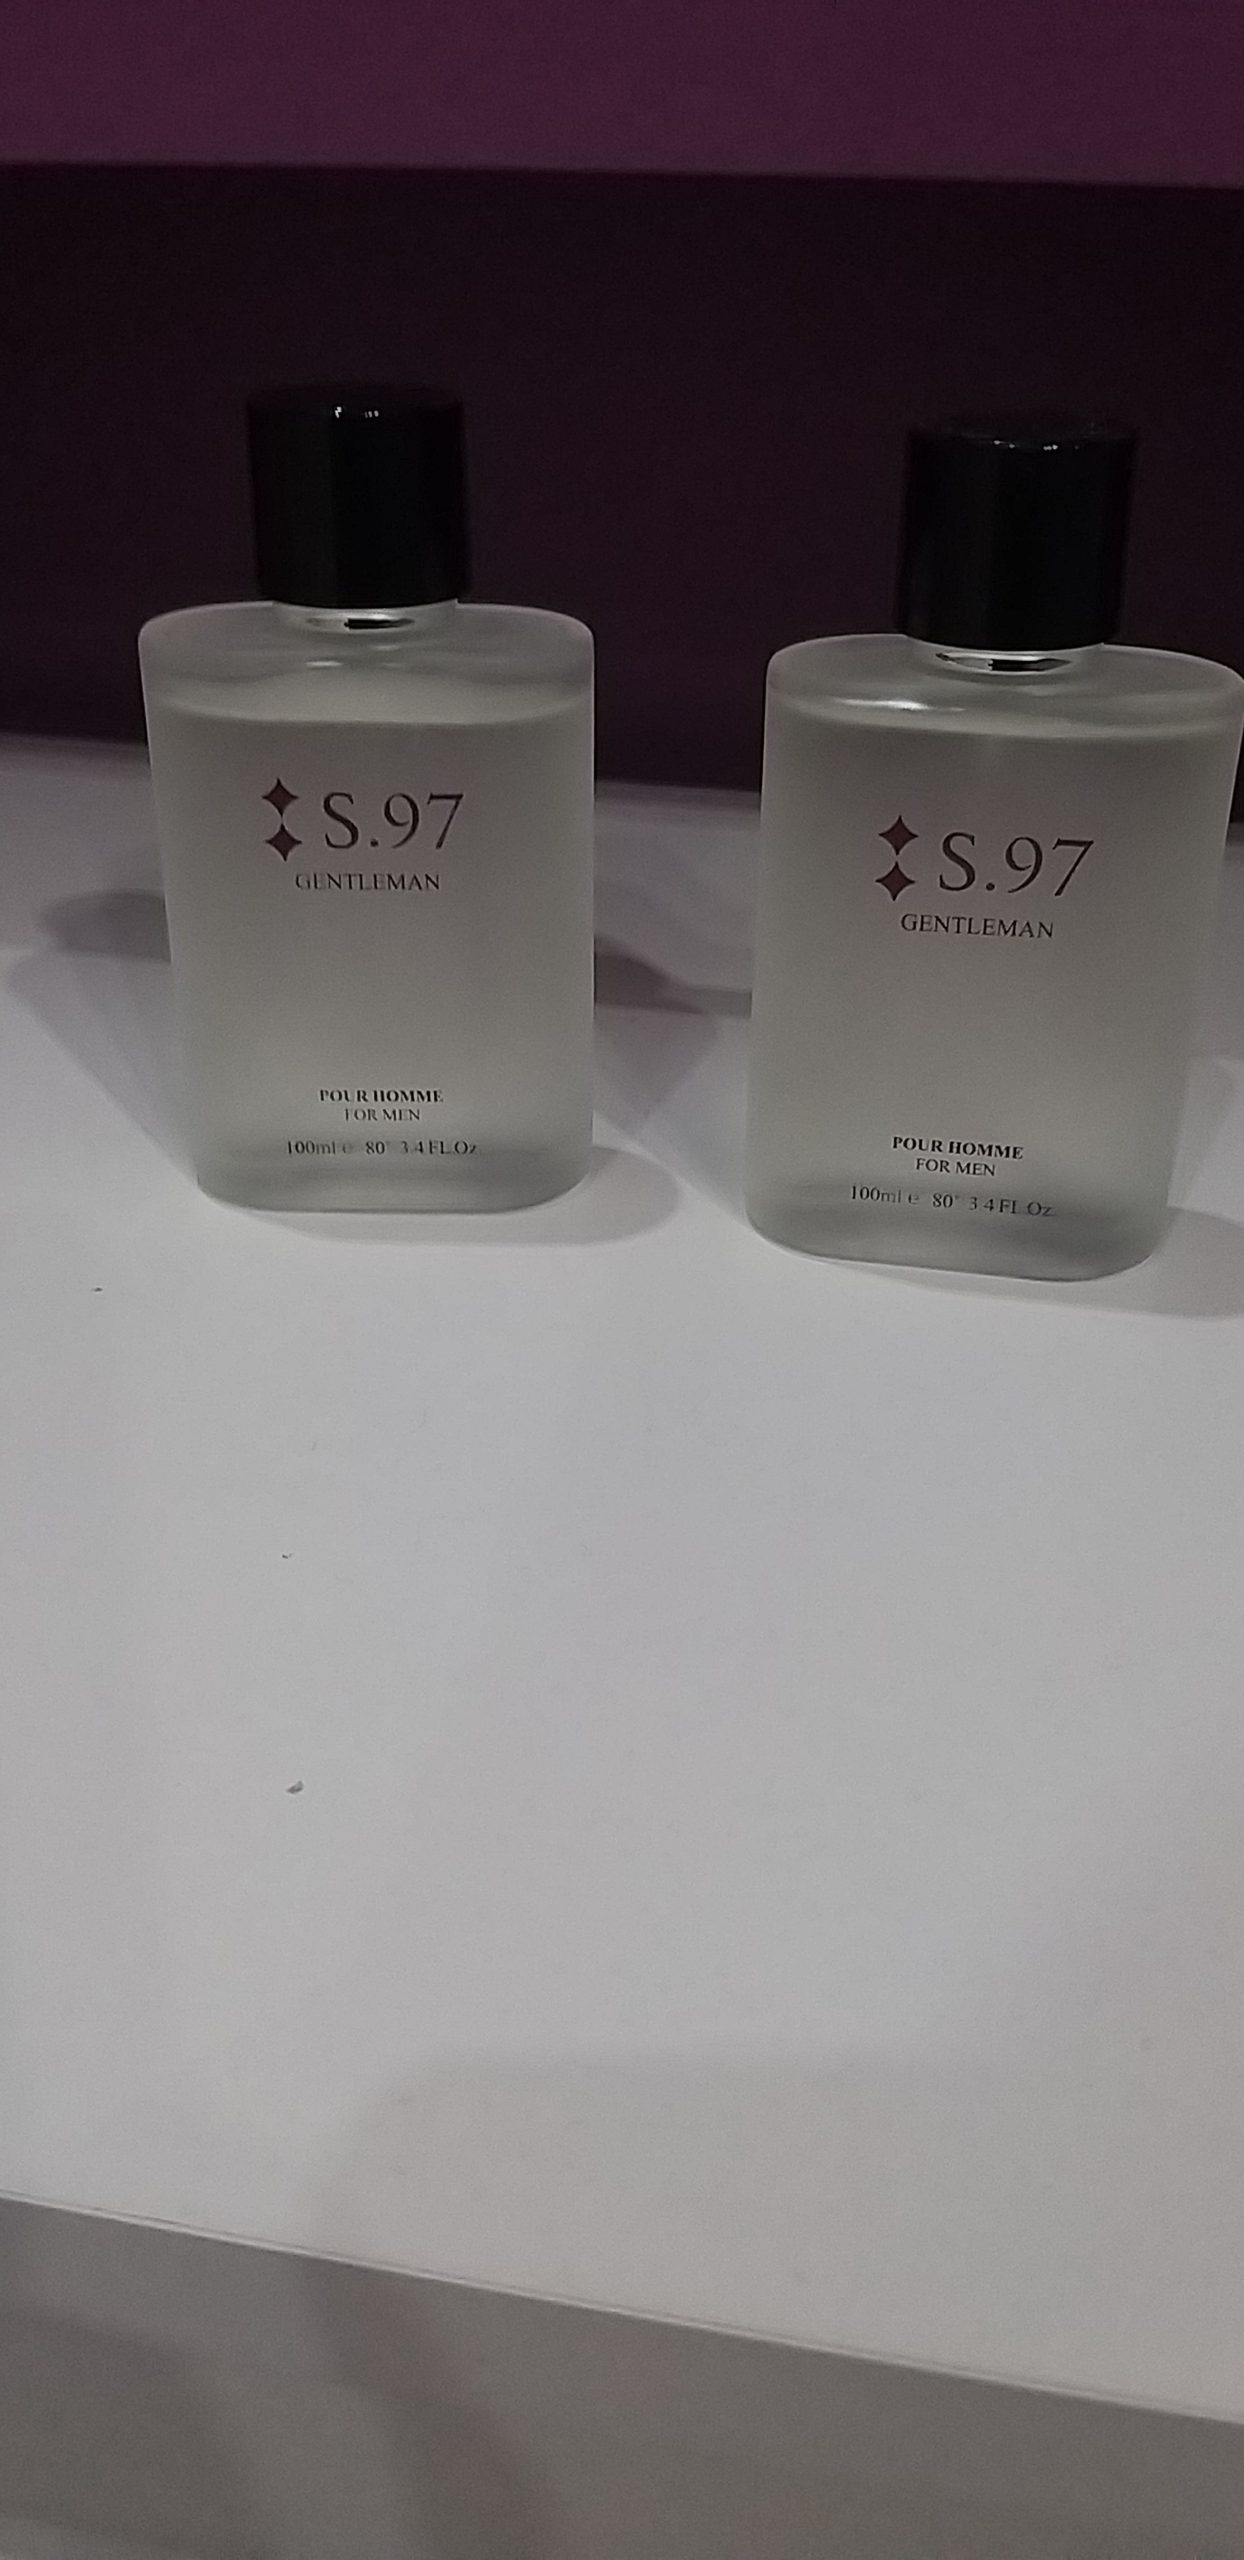 S.97
GENTLEMAN
POUR HOMME
FOR MEN
100ml e 80° 3.4 FL.Oz
S.97
GENTLEMAN
POUR HOMME
FOR MEN
100ml e 80° 3.4 FL.Oz